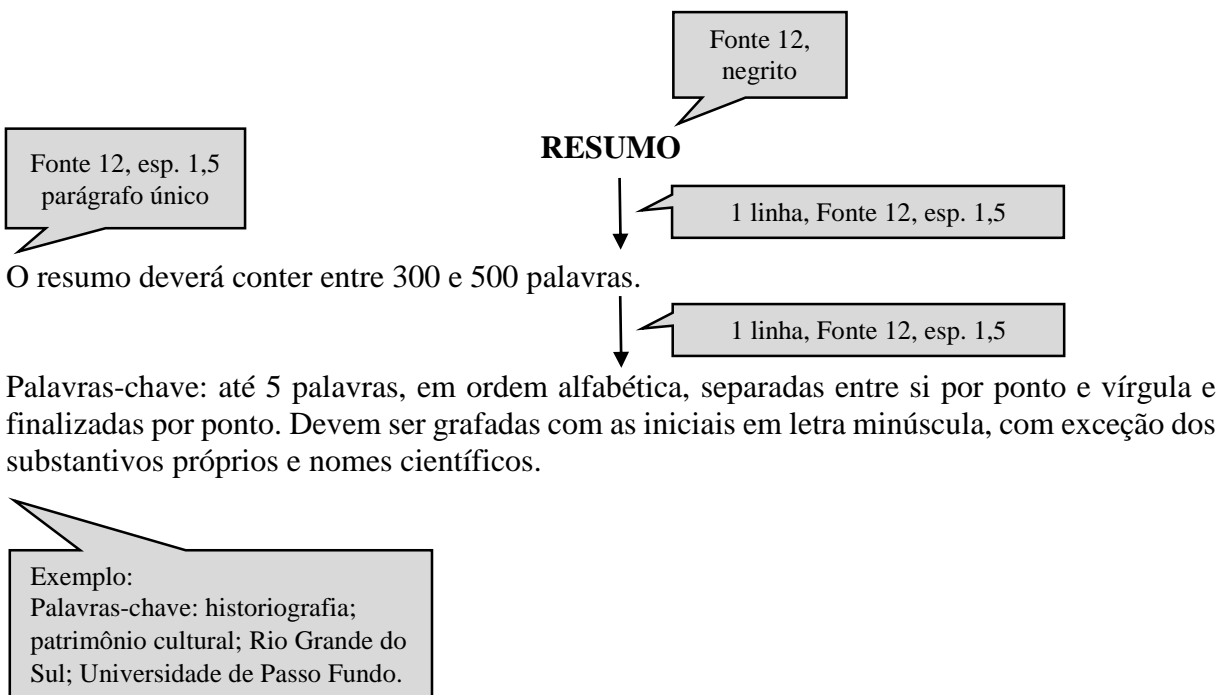 Fonte 12,
negrito
RESUMO
Fonte 12, esp. 1,5
parágrafo único
1 linha, Fonte 12, esp. 1,5
O resumo deverá conter entre 300 e 500 palavras.
1 linha, Fonte 12, esp. 1,5
Palavras-chave: até 5 palavras, em ordem alfabética, separadas entre si por ponto e vírgula e
finalizadas por ponto. Devem ser grafadas com as iniciais em letra minúscula, com exceção dos
substantivos próprios e nomes científicos.
Exemplo:
Palavras-chave: historiografia;
patrimônio cultural; Rio Grande do
Sul; Universidade de Passo Fundo.